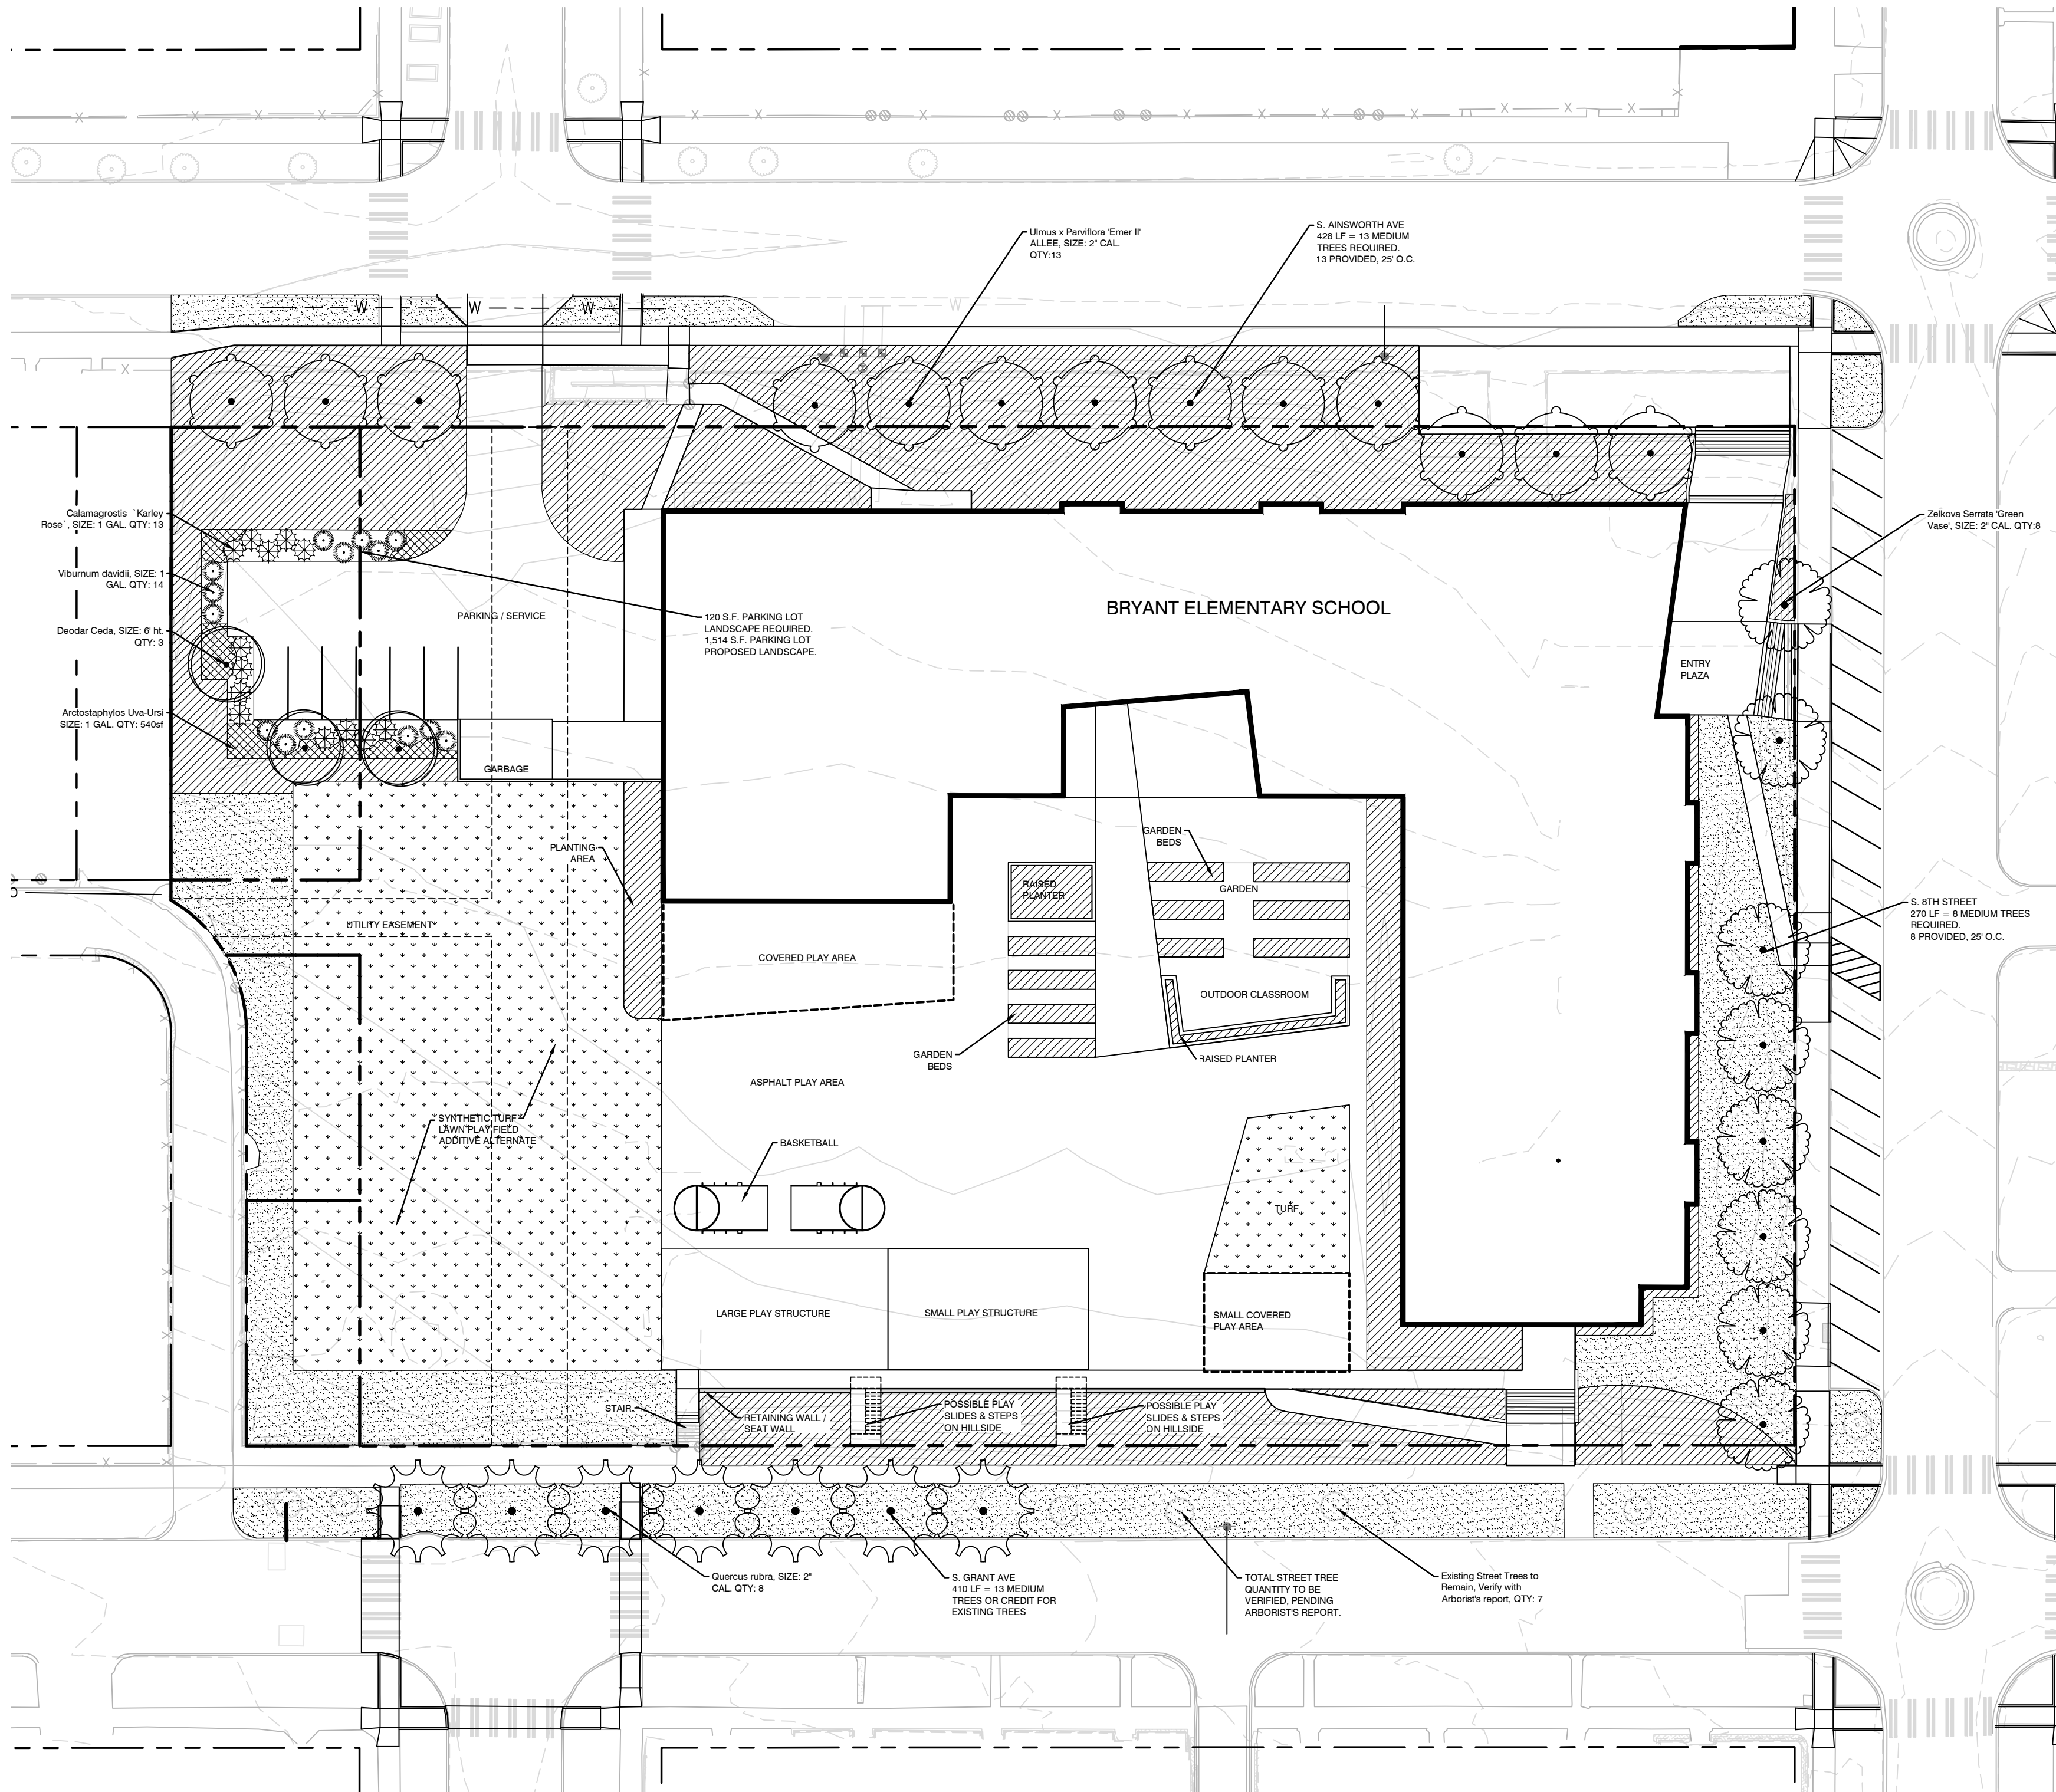 Ulmus x Parviflora 'Emer II'
ALLEE, SIZE: 2" CAL.
QTY:13
S. AINSWORTH AVE
428 LF = 13 MEDIUM
TREES REQUIRED.
13 PROVIDED, 25' O.C.
W
W
W
W
Calamagrostis `Karley
Rose`, SIZE: 1 GAL. QTY: 13
Viburnum davidii, SIZE: 1
GAL. QTY: 14
Deodar Ceda, SIZE: 6' ht.
QTY: 3
Arctostaphylos Uva-Ursi
SIZE: 1 GAL. QTY: 540sf
PARKING / SERVICE
120 S.F. PARKING LOT
LANDSCAPE REQUIRED.
1,514 S.F. PARKING LOT
PROPOSED LANDSCAPE.
BRYANT ELEMENTARY SCHOOL
Zelkova Serrata 'Green
Vase', SIZE: 2" CAL. QTY:8
ENTRY
PLAZA
GARBAGE
PLANTING
AREA
GARDEN
BEDS
RAISED
PLANTER
GARDEN
UTILITY EASEMENT
COVERED PLAY AREA
OUTDOOR CLASSROOM
S. 8TH STREET
270 LF = 8 MEDIUM TREES
REQUIRED.
8 PROVIDED, 25' O.C.
GARDEN
BEDS
RAISED PLANTER
ASPHALT PLAY AREA
SYNTHETIC TURF
LAWN PLAY FIELD
ADDITIVE ALTERNATE
BASKETBALL
TURF
LARGE PLAY STRUCTURE
SMALL PLAY STRUCTURE
SMALL COVERED
PLAY AREA
STAIR
RETAINING WALL /
SEAT WALL
POSSIBLE PLAY
SLIDES & STEPS
ON HILLSIDE
POSSIBLE PLAY
SLIDES & STEPS
ON HILLSIDE
Quercus rubra, SIZE: 2"
CAL. QTY: 8
S. GRANT AVE
410 LF = 13 MEDIUM
TREES OR CREDIT FOR
EXISTING TREES
TOTAL STREET TREE
QUANTITY TO BE
VERIFIED, PENDING
ARBORIST'S REPORT.
Existing Street Trees to
Remain, Verify with
Arborist's report, QTY: 7